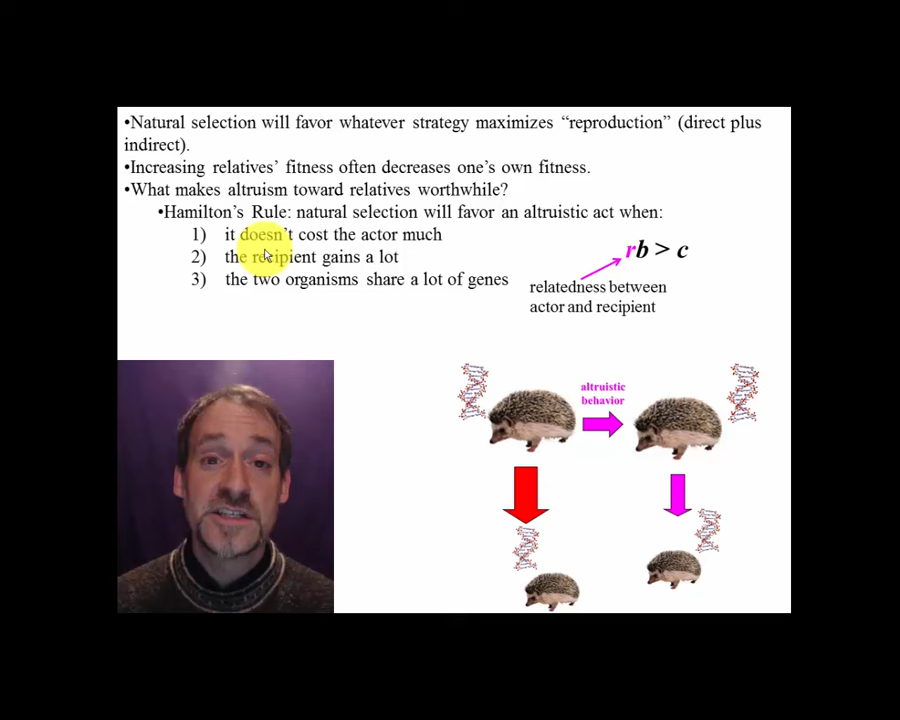 •Natural selection will favor whatever strategy maximizes “reproduction” (direct plus
indirect).
•Increasing relatives’ fitness often decreases one’s own fitness.
•What makes altruism toward relatives worthwhile?
•Hamilton’s Rule: natural selection will favor an altruistic act when:
1) it doesn’t cost the actor much
2) the recipient gains a lot
3) the two organisms share a lot of genes
rb > c
relatedness between
actor and recipient
altruistic
behavior